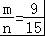 m/n = 9/15